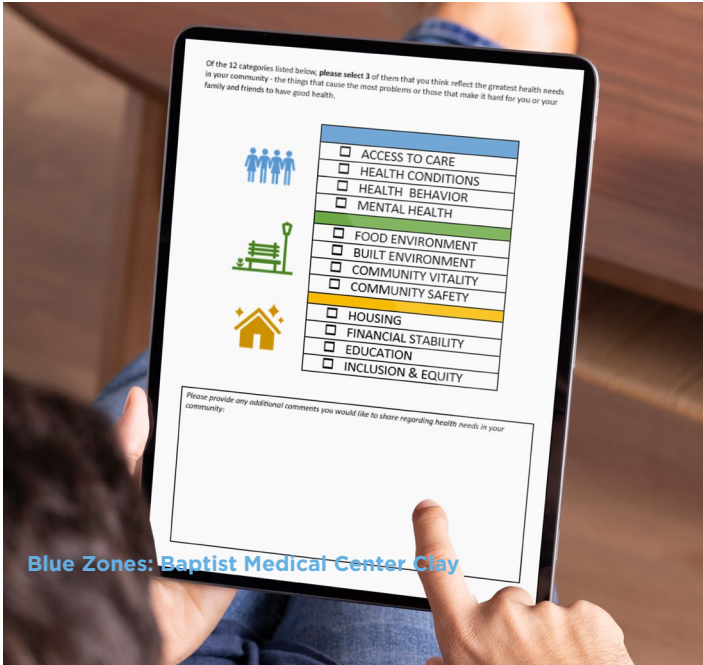 Of the 12 categories listed below, please select 3 of them that you think reflect the greatest health needs
in your community - the things that cause the most problems or those that make it hard for you or your
family and friends to have good health.
ACCESS TO CARE
HEALTH CONDITIONS
HEALTH BEHAVIOR
MENTAL HEALTH
FOOD ENVIRONMENT
BUILT ENVIRONMENT
COMMUNITY VITALITY
COMMUNITY SAFETY
HOUSING
FINANCIAL STABILITY
EDUCATION
INCLUSION & EQUITY
Please provide any additional comments you would like to share regarding health needs in your
community:
Blue Zones: Baptist Medical Center Clay